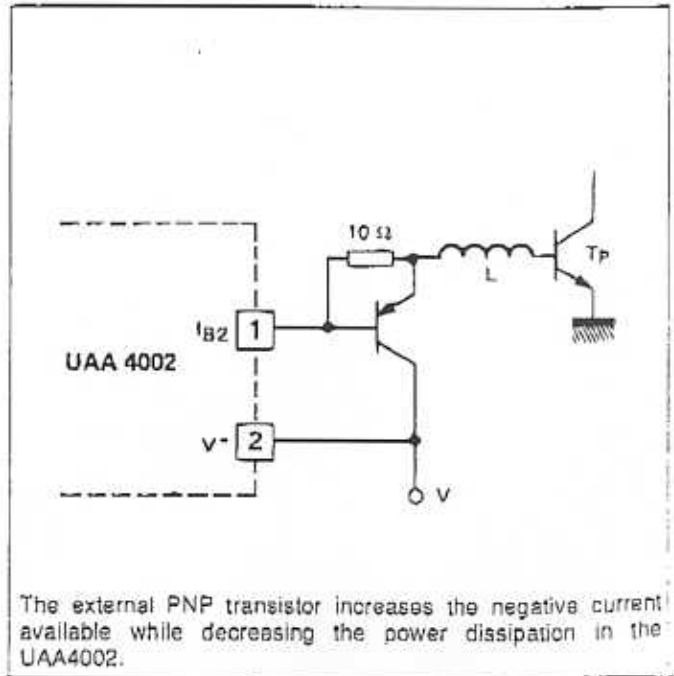 10 Ω
TP
L
IB2
1
UAA 4002
V-
2
V
The external PNP transistor increases the negative current
available while decreasing the power dissipation in the
UAA4002.